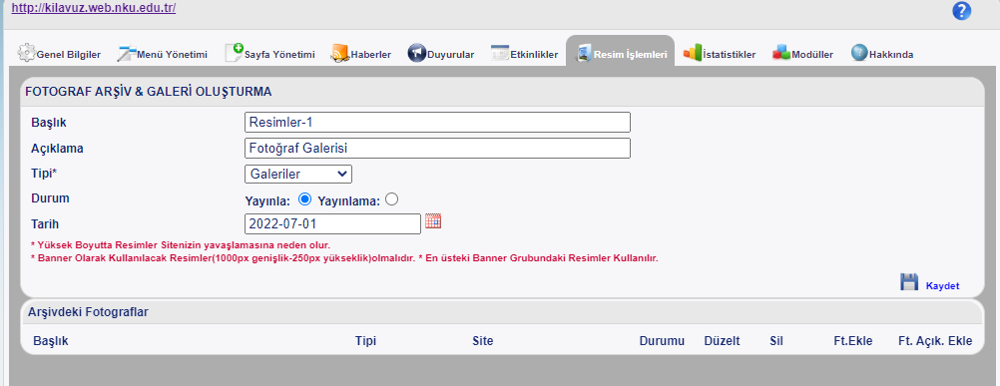 http://kilavuz.web.nku.edu.tr/
Genel Bilgiler Menü Yönetimi Sayfa Yönetimi Haberler Duyurular Etkinlikler Resim İşlemleri İstatistikler Modüller Hakkında
FOTOGRAF ARŞİV & GALERİ OLUŞTURMA
Başlık Resimler-1
Açıklama Fotoğraf Galerisi
Tipi* Galeriler
Durum Yayınla: Yayınlama:
Tarih 2022-07-01
* Yüksek Boyutta Resimler Sitenizin yavaşlamasına neden olur.
* Banner Olarak Kullanılacak Resimler(1000px genişlik-250px yükseklik)olmalıdır. * En üsteki Banner Grubundaki Resimler Kullanılır.
Kaydet
Arşivdeki Fotograflar
Başlık Tipi Site Durumu Düzelt Sil Ft.Ekle Ft. Açık. Ekle